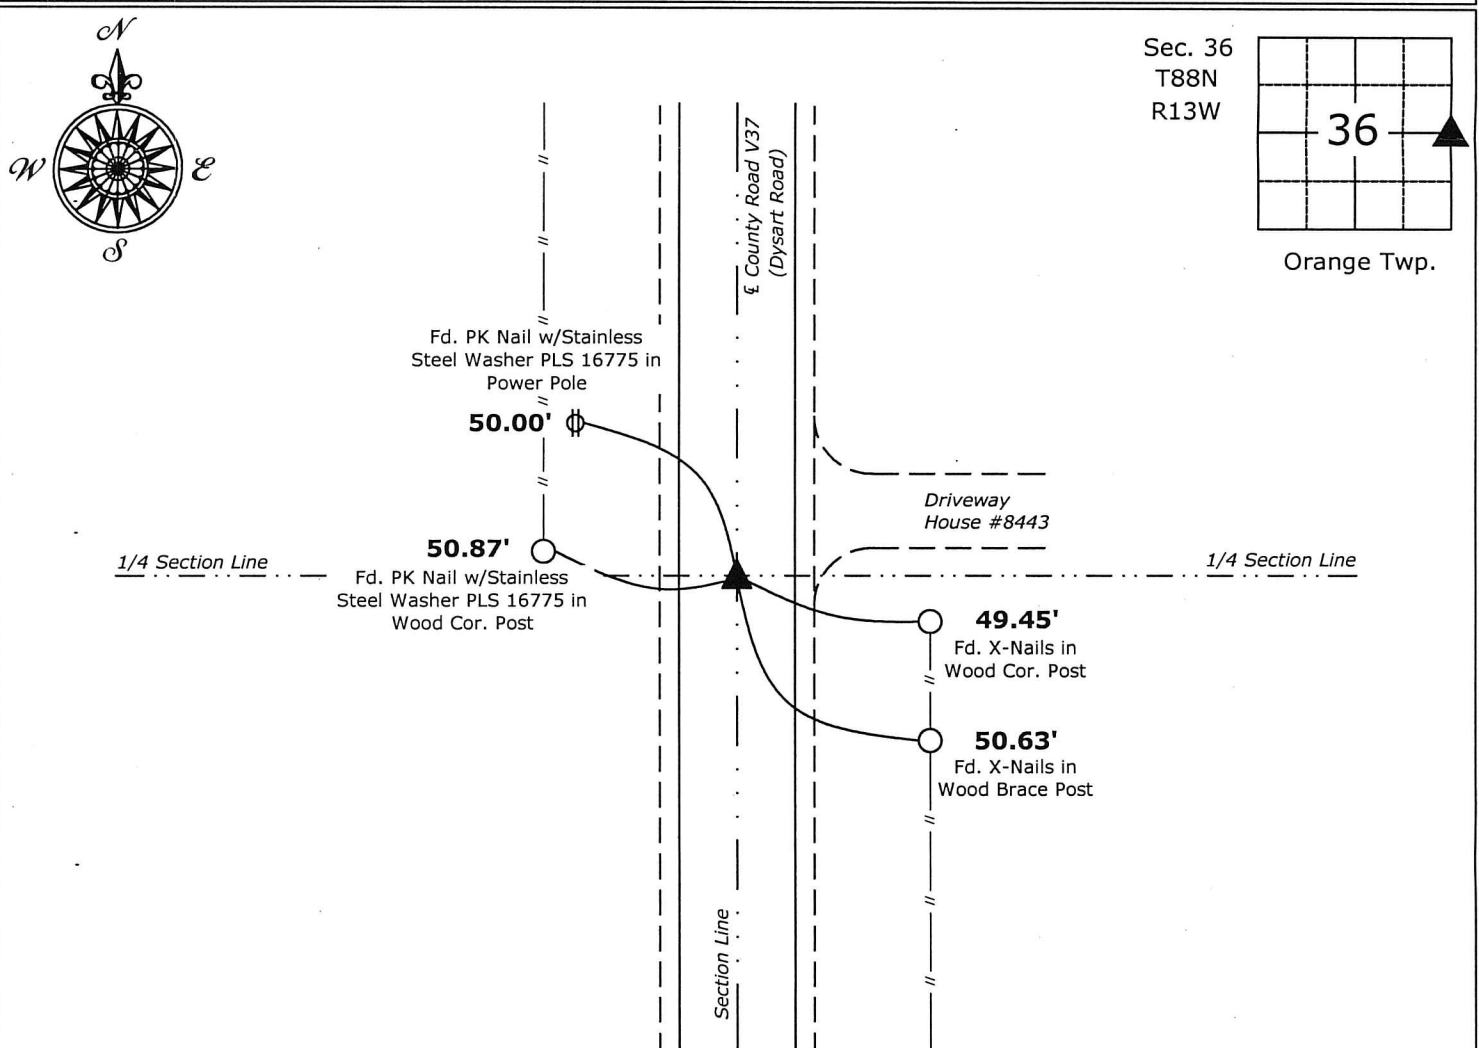 N
W
E
S
Sec. 36
T88N
R13W
36
Orange Twp.
℄ County Road V37
(Dysart Road)
Fd. PK Nail w/Stainless
Steel Washer PLS 16775 in
Power Pole
50.00'
Driveway
House #8443
50.87'
Fd. PK Nail w/Stainless
Steel Washer PLS 16775 in
Wood Cor. Post
1/4 Section Line
1/4 Section Line
49.45'
Fd. X-Nails in
Wood Cor. Post
50.63'
Fd. X-Nails in
Wood Brace Post
Section Line